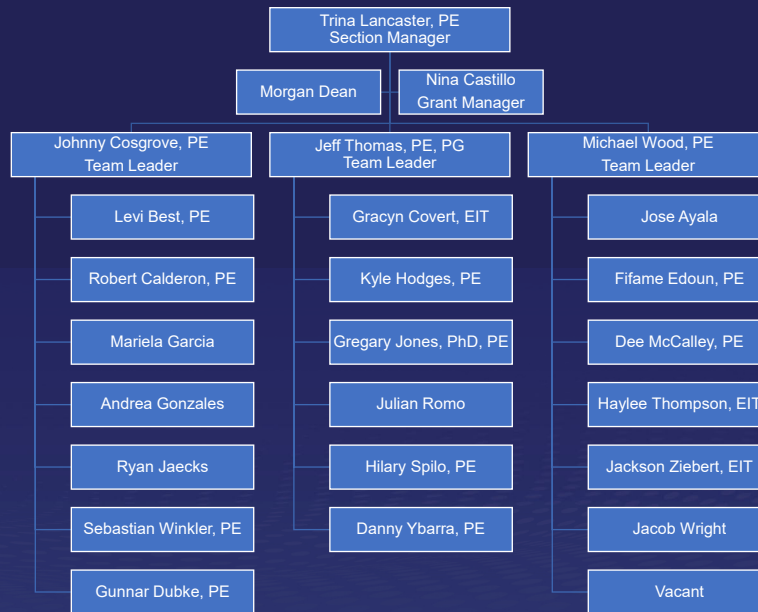 Trina Lancaster, PE
Section Manager
Morgan Dean
Nina Castillo
Grant Manager
Johnny Cosgrove, PE
Team Leader
Levi Best, PE
Robert Calderon, PE
Mariela Garcia
Andrea Gonzales
Ryan Jaecks
Sebastian Winkler, PE
Gunnar Dubke, PE
Jeff Thomas, PE, PG
Team Leader
Gracyn Covert, EIT
Kyle Hodges, PE
Gregary Jones, PhD, PE
Julian Romo
Hilary Spilo, PE
Danny Ybarra, PE
Michael Wood, PE
Team Leader
Jose Ayala
Fifame Edoun, PE
Dee McCalley, PE
Haylee Thompson, EIT
Jackson Ziebert, EIT
Jacob Wright
Vacant